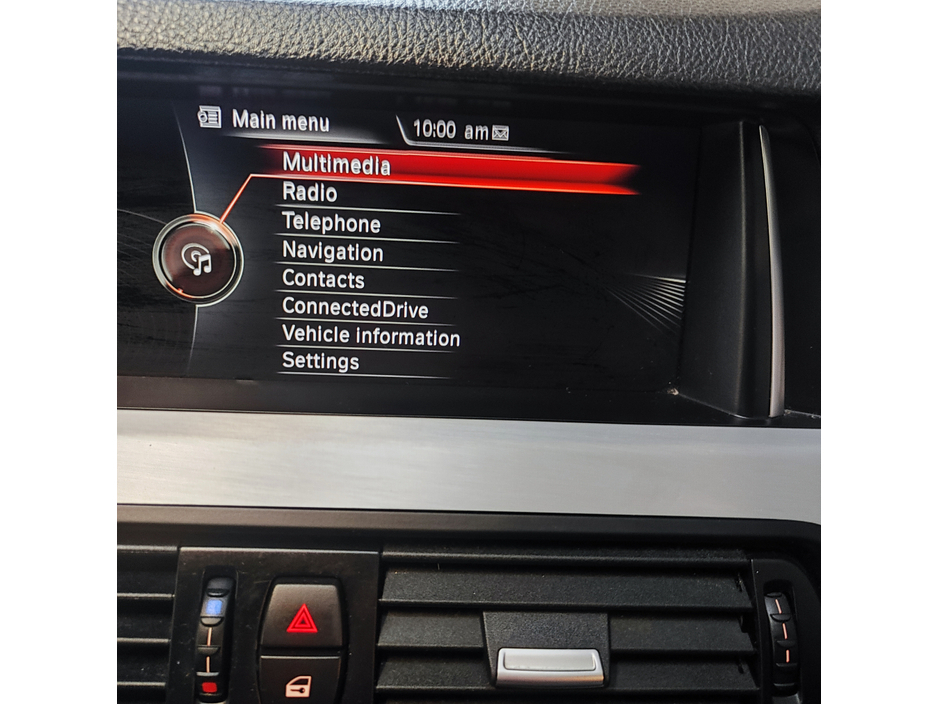 Main menu
10:00 am
Multimedia
Radio
Telephone
Navigation
Contacts
ConnectedDrive
Vehicle information
Settings